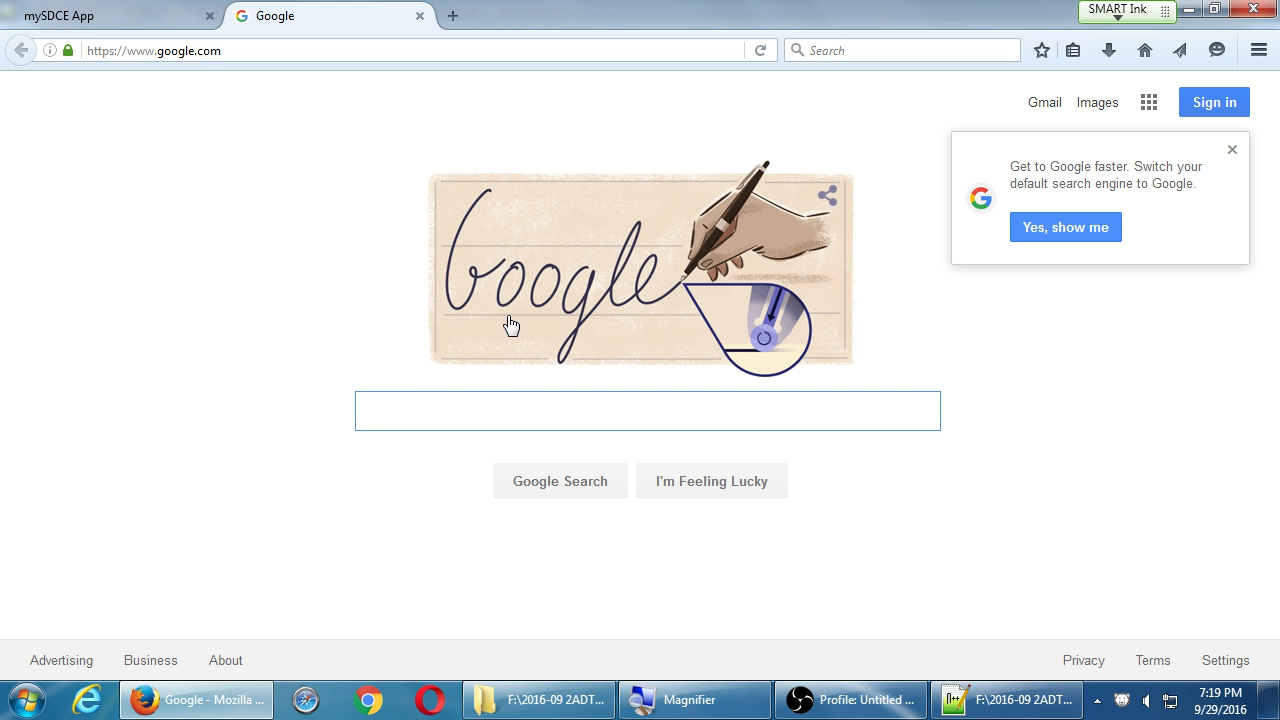 mySDCE App
Google
SMART Ink
https://www.google.com
Search
Gmail Images
Sign in
Get to Google faster. Switch your
default search engine to Google.
Yes, show me
Google
Google Search
I'm Feeling Lucky
Advertising Business About
Privacy Terms Settings
Google - Mozilla ...
F:\2016-09 2ADT...
Magnifier
Profile: Untitled ...
F:\2016-09 2ADT...
7:19 PM
9/29/2016